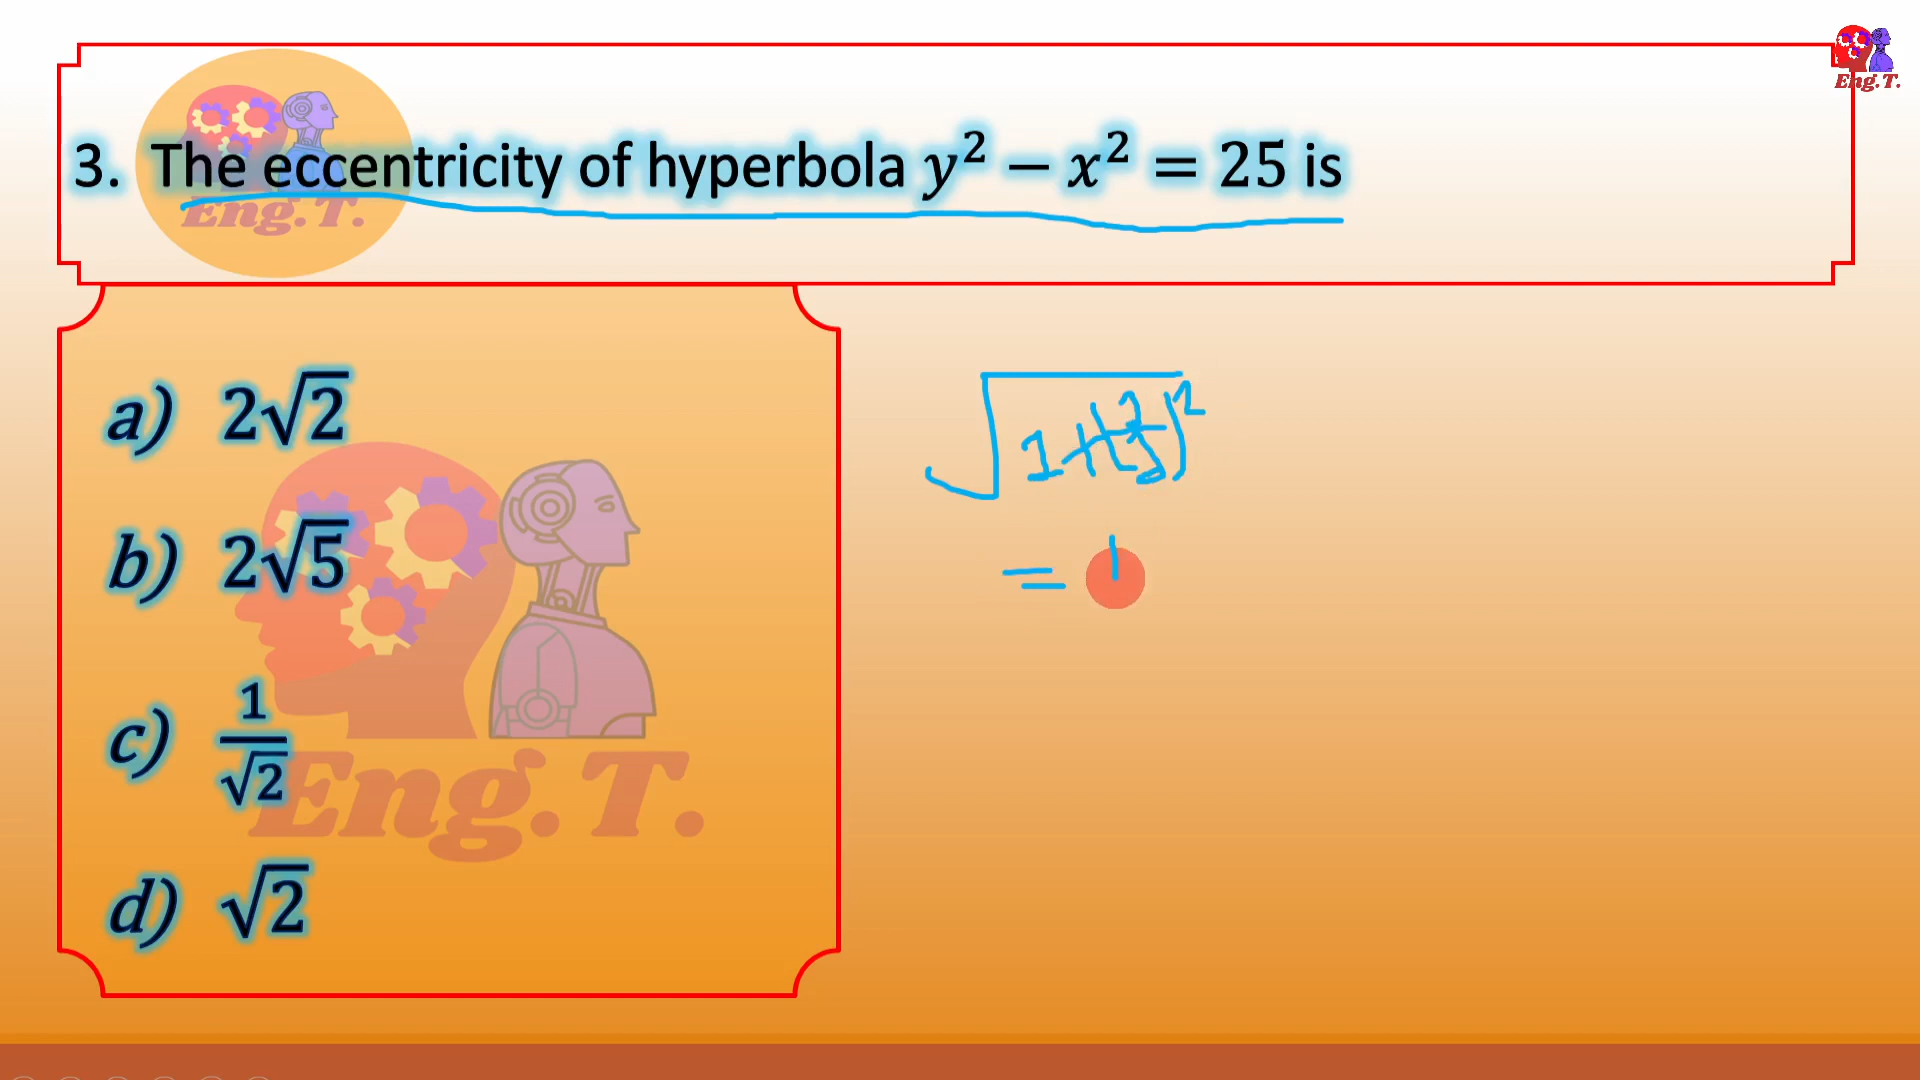 Eng.T.
3. The eccentricity of hyperbola y² − x² = 25 is
Eng.T.
a) 2√2
b) 2√5
c) 1/√2
d) √2
Eng.T.
=